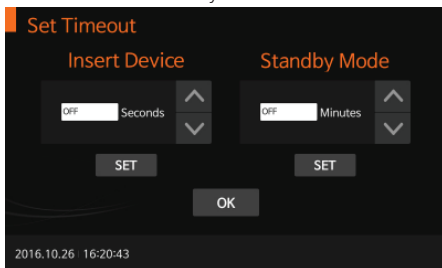 Set Timeout
Insert Device Standby Mode
OFF Seconds OFF Minutes
SET SET
OK
2016.10.26 16:20:43